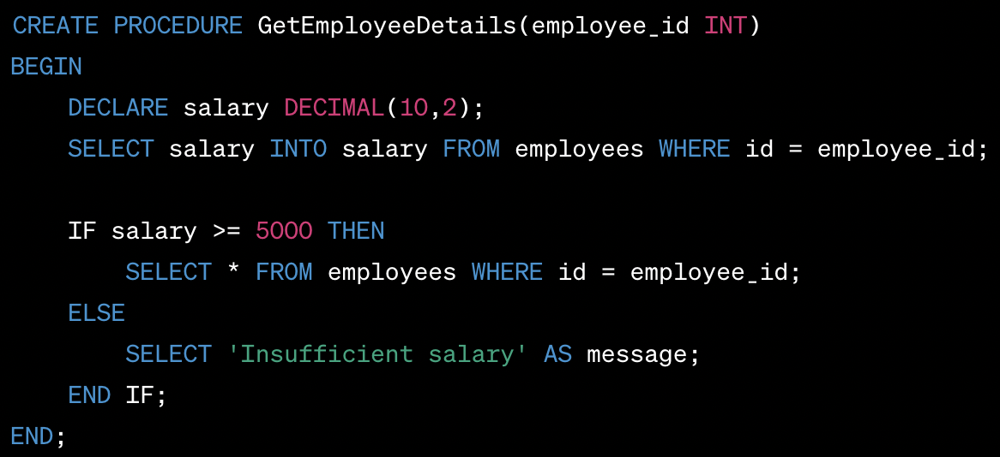 CREATE PROCEDURE GetEmployeeDetails(employee_id INT)
BEGIN
    DECLARE salary DECIMAL(10,2);
    SELECT salary INTO salary FROM employees WHERE id = employee_id;

    IF salary >= 5000 THEN
        SELECT * FROM employees WHERE id = employee_id;
    ELSE
        SELECT 'Insufficient salary' AS message;
    END IF;
END;